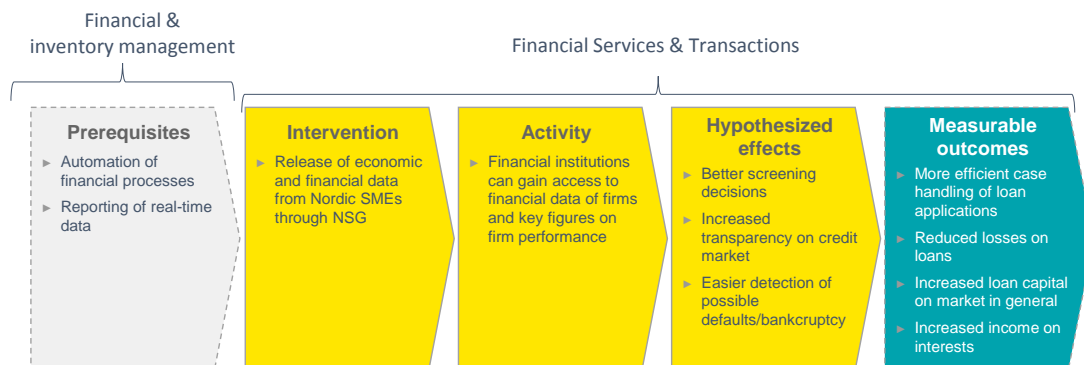 Financial &
inventory management
Financial Services & Transactions
Prerequisites
Automation of
financial processes
Reporting of real-time
data
Intervention
Release of economic
and financial data
from Nordic SMEs
through NSG
Activity
Financial institutions
can gain access to
financial data of firms
and key figures on
firm performance
Hypothesized
effects
Better screening
decisions
Increased
transparency on credit
market
Easier detection of
possible
defaults/bankcruptcy
Measurable
outcomes
More efficient case
handling of loan
applications
Reduced losses on
loans
Increased loan capital
on market in general
Increased income on
interests